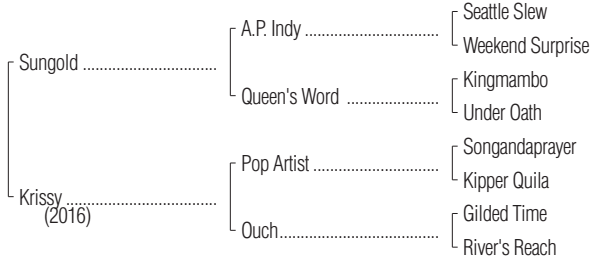 Seattle Slew
A.P. Indy ..............................
Weekend Surprise
Sungold ..............................
Kingmambo
Queen's Word .....................
Under Oath
Songandaprayer
Pop Artist ............................
Kipper Quila
Krissy ..................................
(2016)
Gilded Time
Ouch...................................
River's Reach